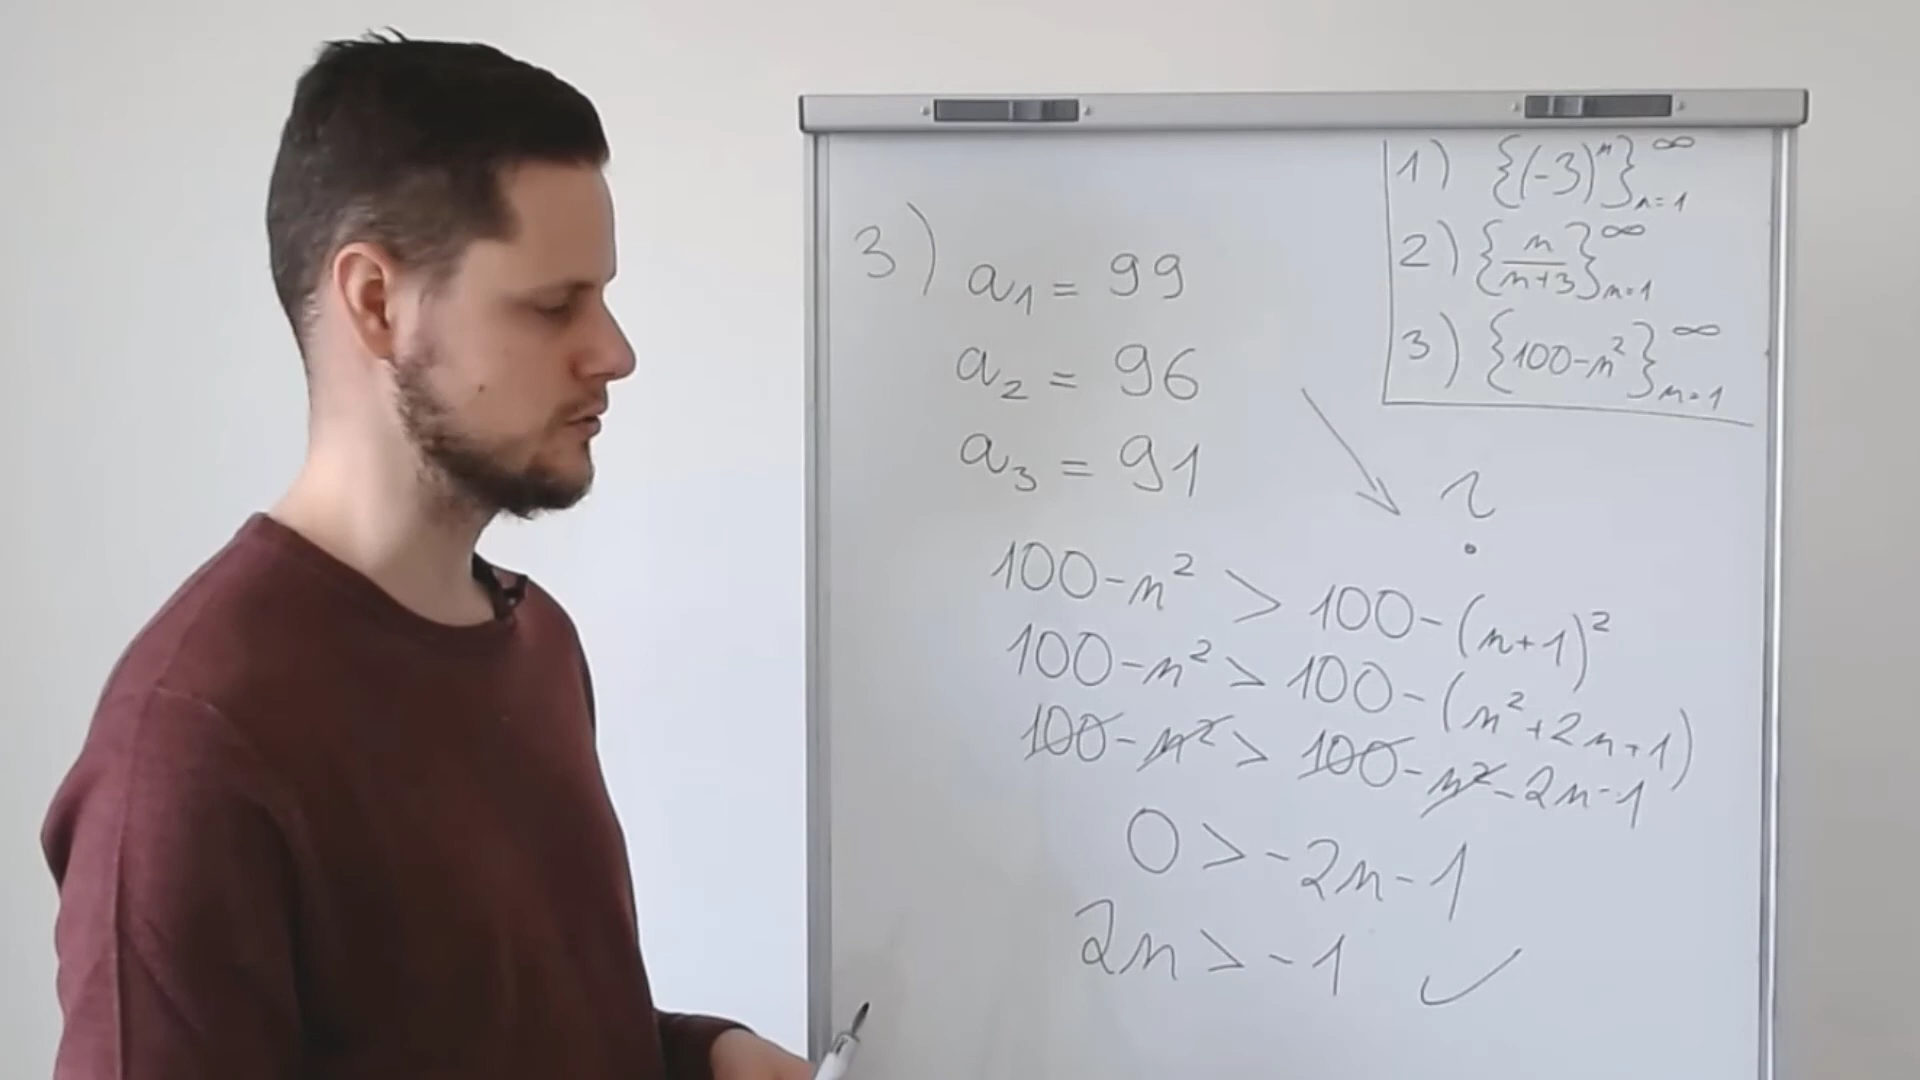 1) {(-3)^n}_{n=1}^∞
2) {n/(n+3)}_{n=1}^∞
3) {100-n²}_{n=1}^∞
3) a₁ = 99
a₂ = 96
a₃ = 91
?
100-n² > 100-(n+1)²
100-n² > 100-(n²+2n+1)
100-n² > 100-n²-2n-1
0 > -2n-1
2n > -1 ✓